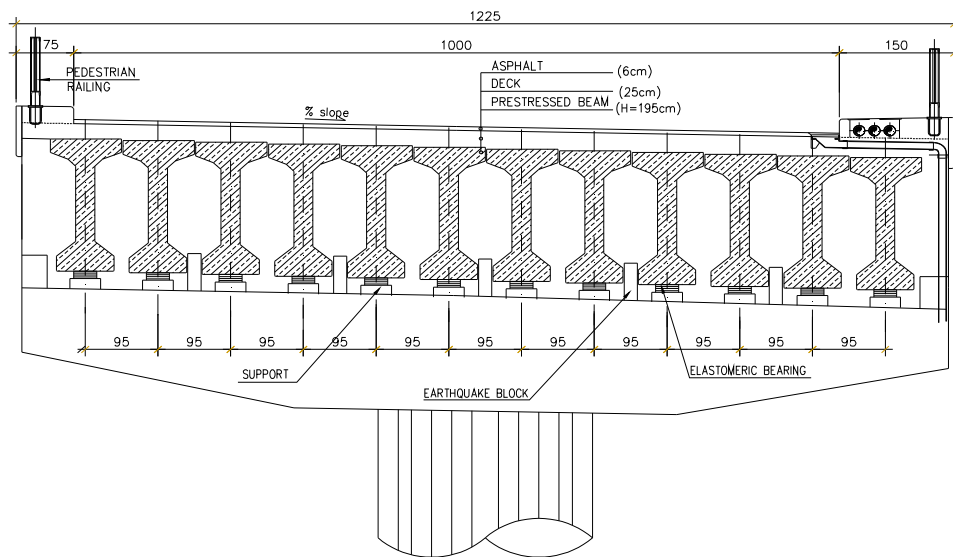 1225
75
1000
150
PEDESTRIAN
RAILING
ASPHALT (6cm)
DECK (25cm)
PRESTRESSED BEAM (H=195cm)
% slope
95 95 95 95 95 95 95 95 95 95 95
SUPPORT
ELASTOMERIC BEARING
EARTHQUAKE BLOCK